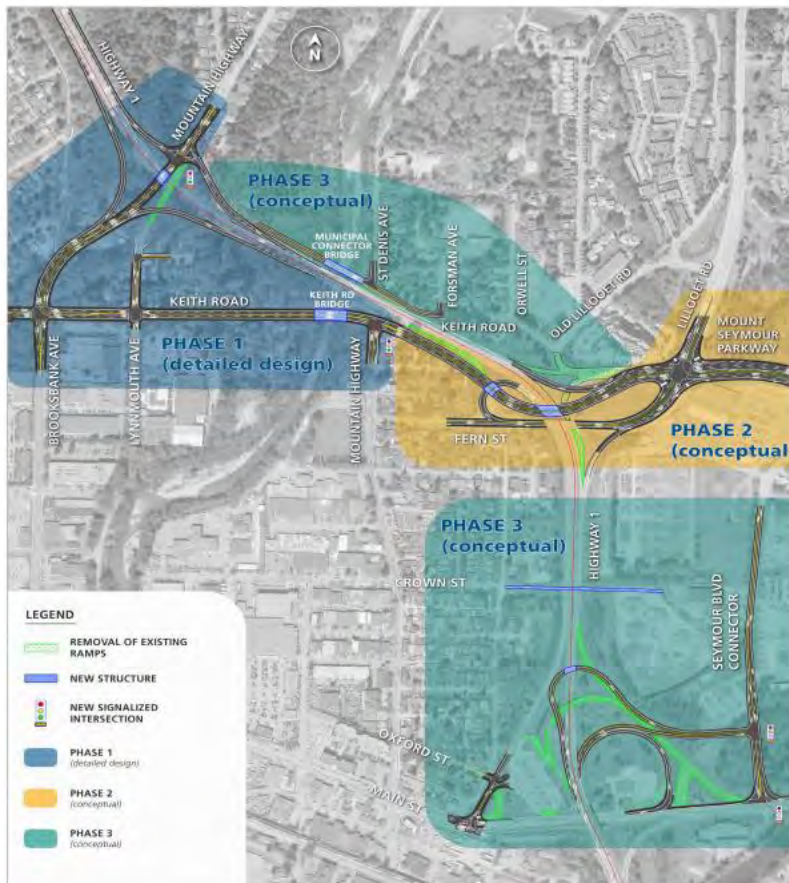 N
HIGHWAY 1
MOUNTAIN HIGHWAY
PHASE 3
(conceptual)
MUNICIPAL
CONNECTOR
BRIDGE
ST DENIS AVE
FORSMAN AVE
ORWELL ST
OLD LILLOOET RD
LILLOOET RD
KEITH ROAD
KEITH RD
BRIDGE
KEITH ROAD
MOUNT
SEYMOUR
PARKWAY
PHASE 1
(detailed design)
BROOKSBANK AVE
LYNNMOUTH AVE
MOUNTAIN HIGHWAY
FERN ST
PHASE 2
(conceptual
PHASE 3
(conceptual)
HIGHWAY 1
CROWN ST
SEYMOUR BLVD
CONNECTOR
OXFORD ST
MAIN ST
LEGEND
REMOVAL OF EXISTING
RAMPS
NEW STRUCTURE
NEW SIGNALIZED
INTERSECTION
PHASE 1
(detailed design)
PHASE 2
(conceptual)
PHASE 3
(conceptual)